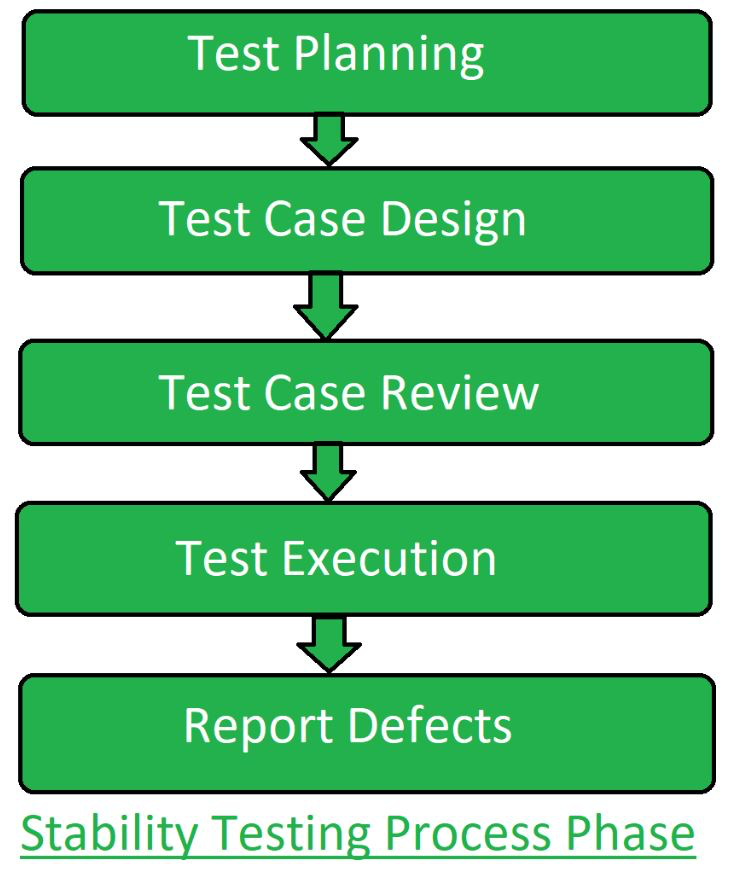 Test Planning
Test Case Design
Test Case Review
Test Execution
Report Defects
Stability Testing Process Phase